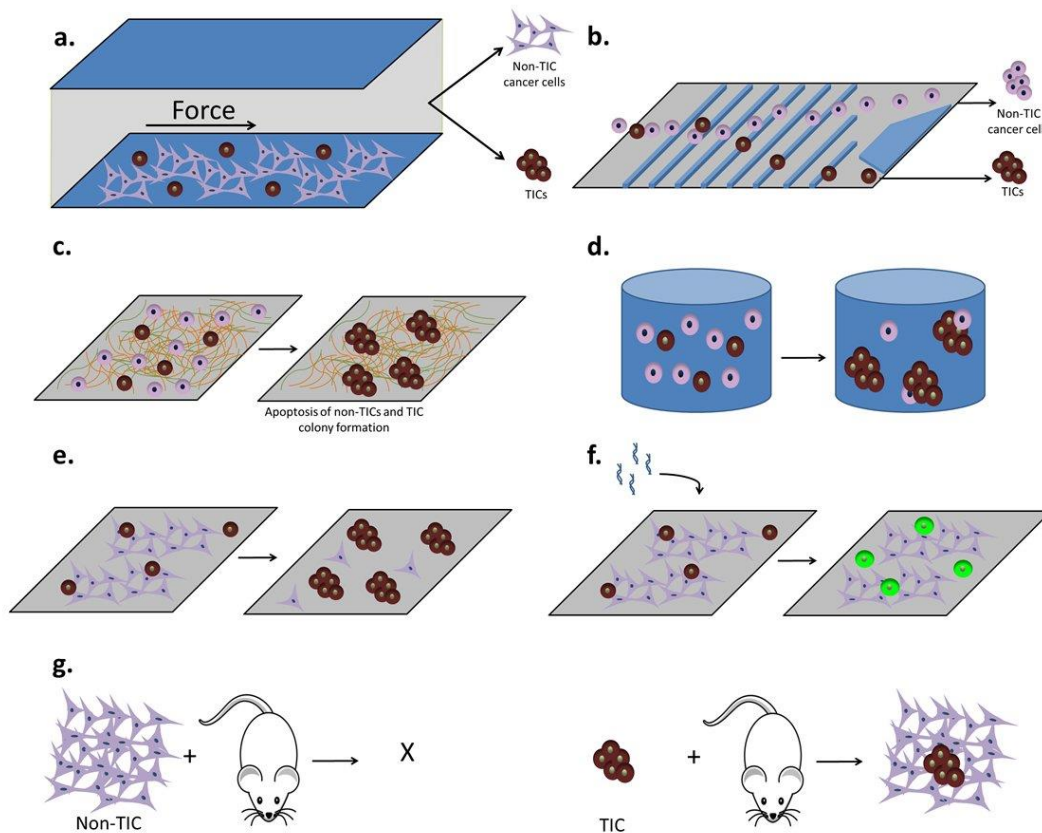 a.
Force
Non-TIC
cancer cells
TICs
b.
Non-TIC
cancer cell
TICs
c.
Apoptosis of non-TICs and TIC
colony formation
d.
e.
f.
g.
+
X
Non-TIC
+
TIC